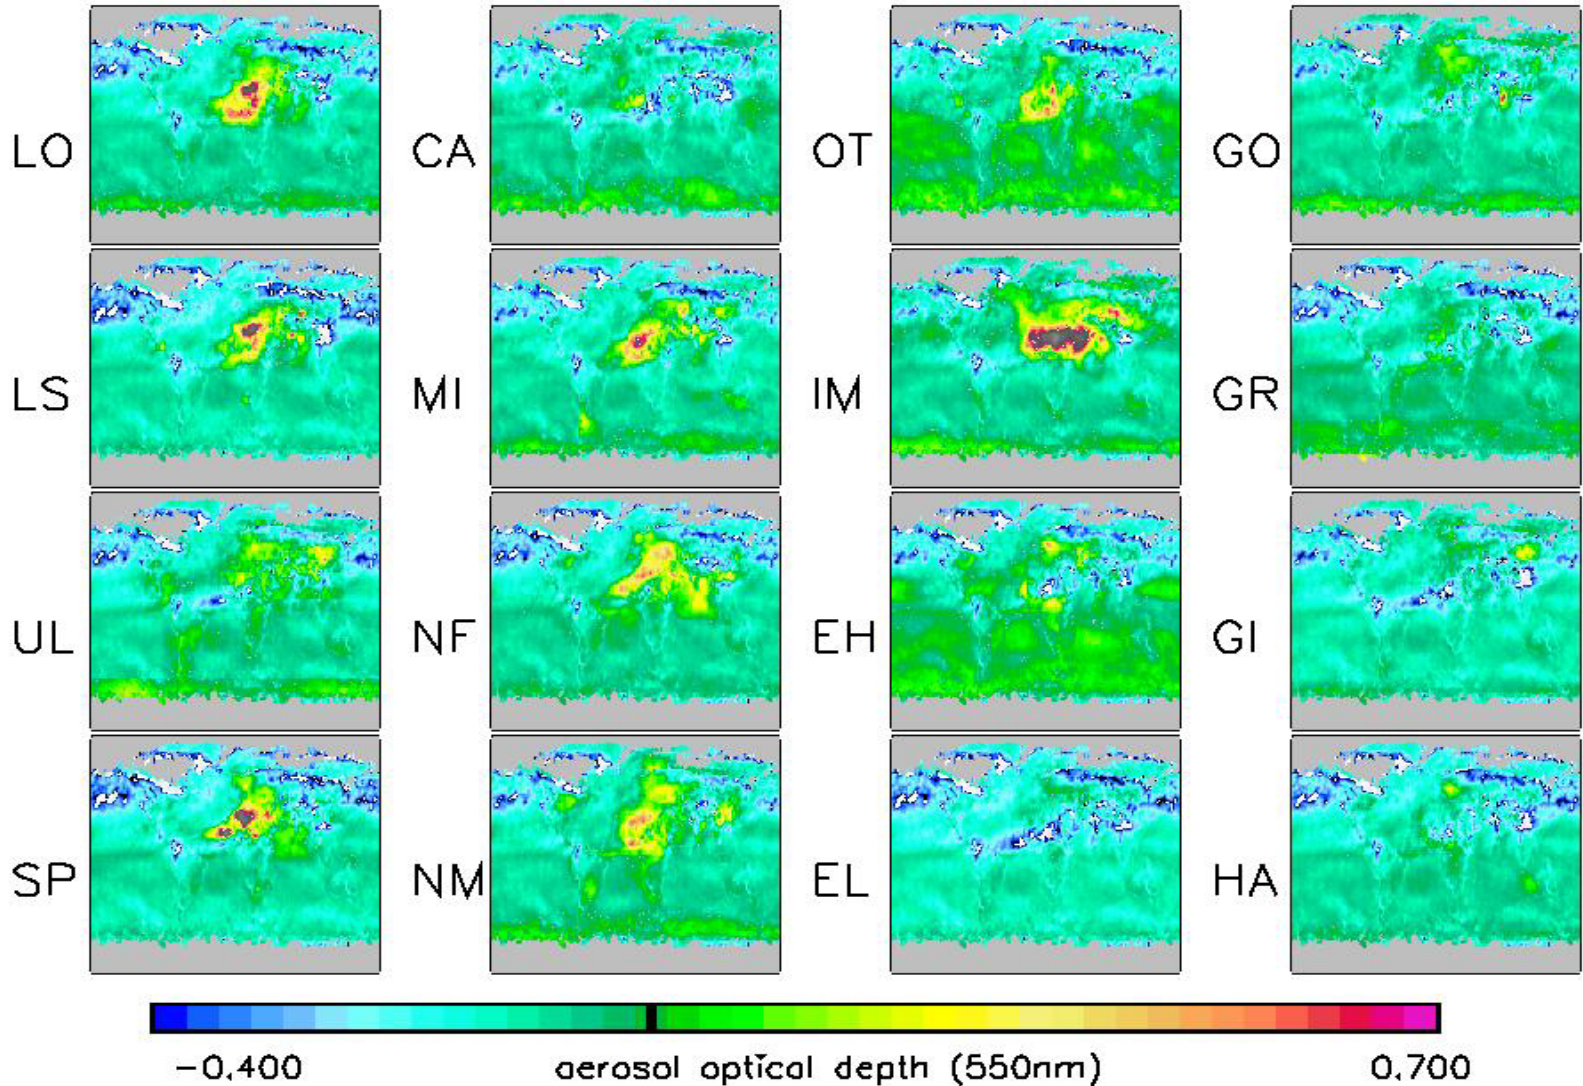 LO CA OT GO
LS MI IM GR
UL NF EH GI
SP NM EL HA
−0.400 aerosol optical depth (550nm) 0.700